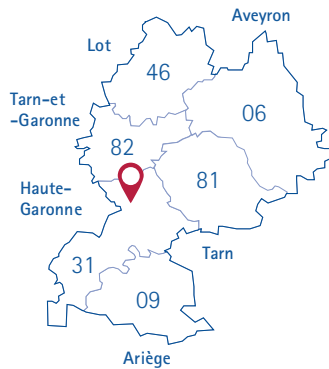 Aveyron
Lot
46
06
Tarn-et
-Garonne
82
81
Haute-
Garonne
Tarn
31
09
Ariège